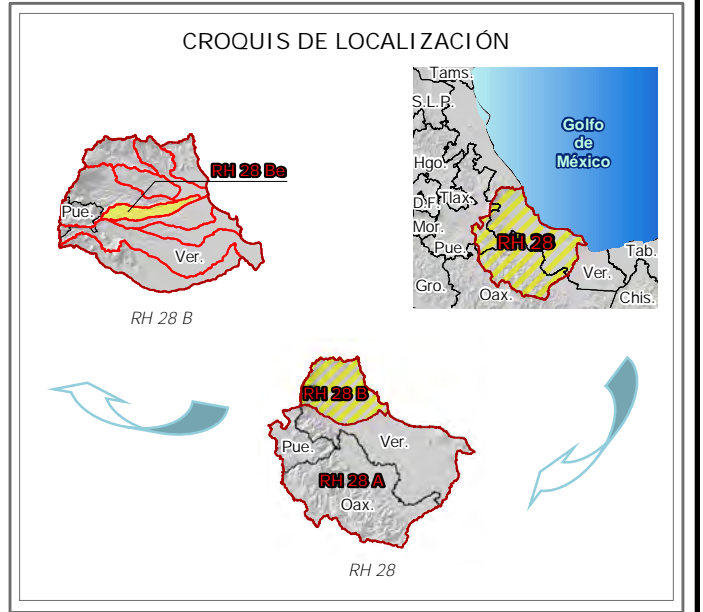 CROQUIS DE LOCALIZACIÓN
Tams.
S.L.P.
Golfo
de
México
Hgo.
D.F.
Tlax.
Mor.
Pue.
RH 28
Gro.
Oax.
Ver.
Tab.
Chis.
RH 28 Be
Pue.
Ver.
RH 28 B
RH 28 B
Pue.
Ver.
RH 28 A
Oax.
RH 28